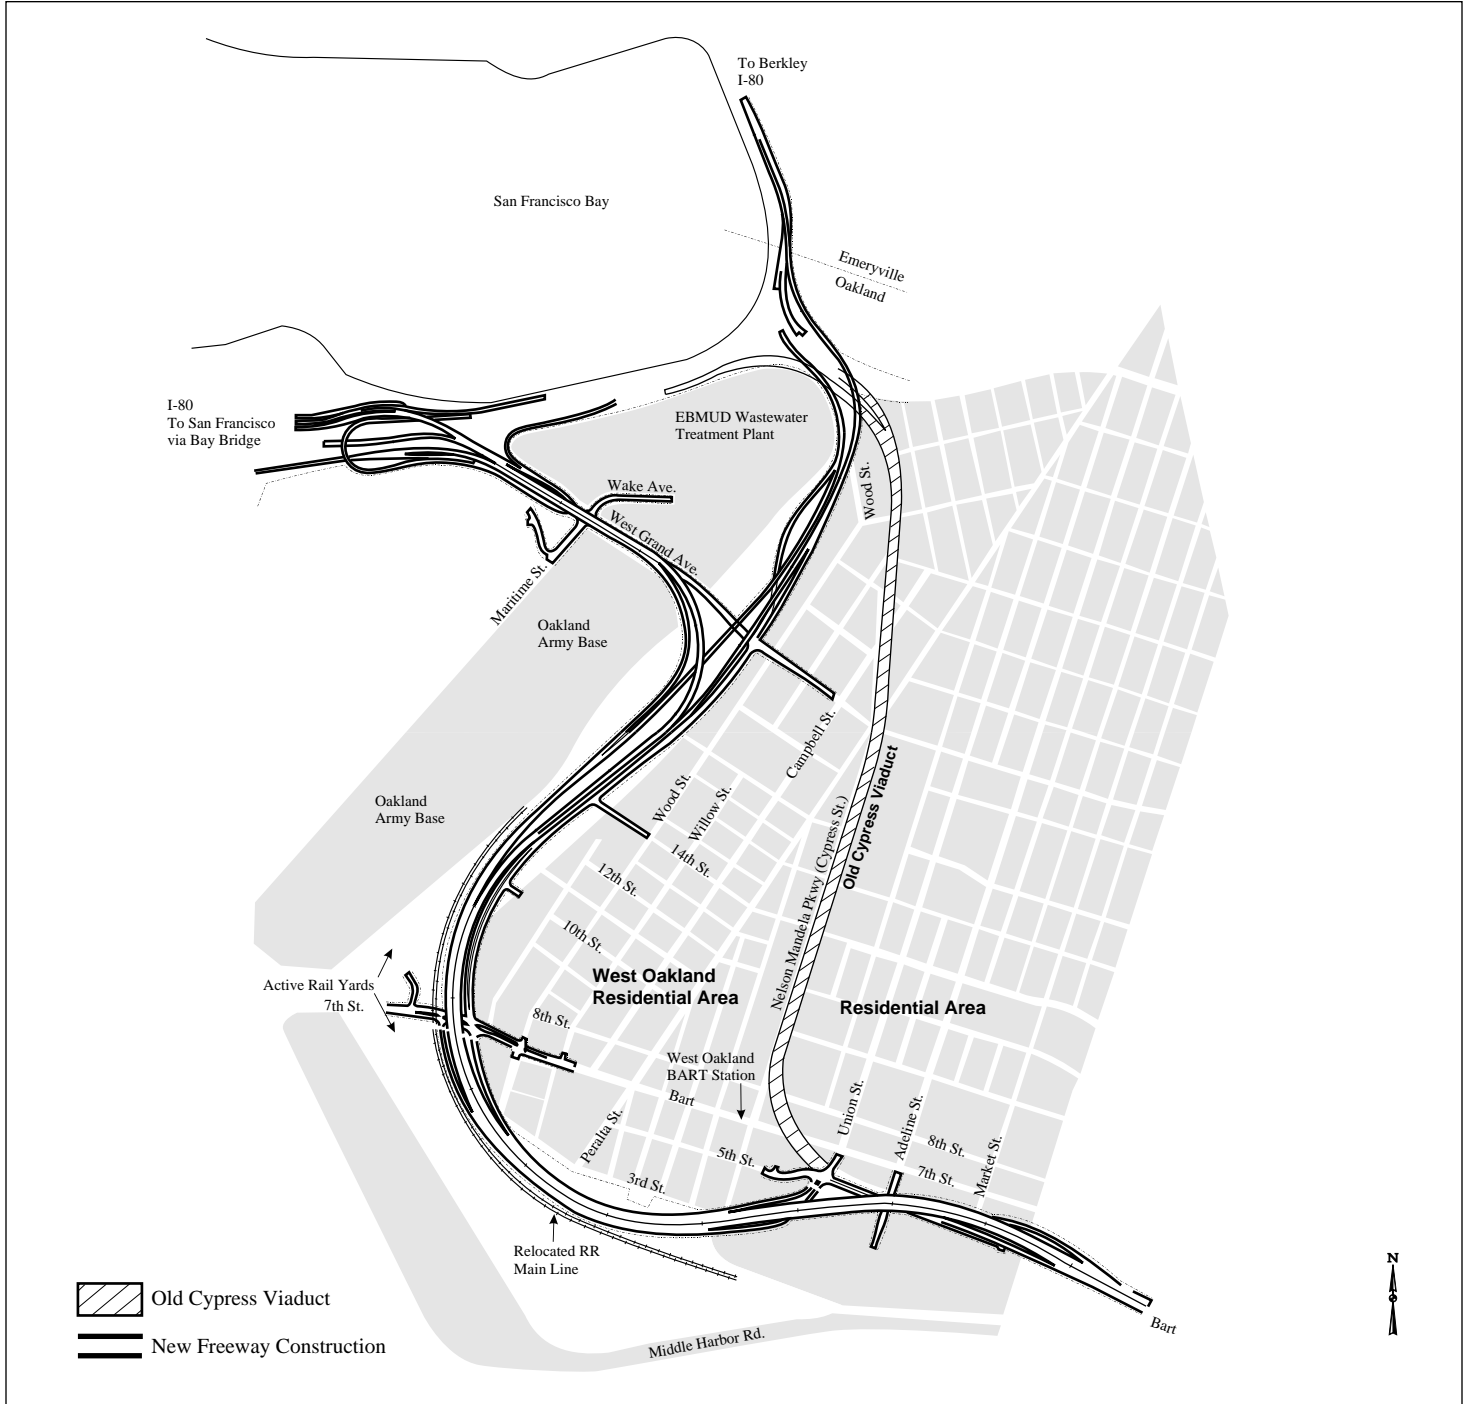 To Berkley
I-80
San Francisco Bay
Emeryville
Oakland
I-80
To San Francisco
via Bay Bridge
EBMUD Wastewater
Treatment Plant
Wood St.
Wake Ave.
West Grand Ave.
Maritime St.
Oakland
Army Base
Campbell St.
Wood St.
Willow St.
Old Cypress Viaduct
Nelson Mandela Pkwy (Cypress St.)
Oakland
Army Base
14th St.
12th St.
10th St.
West Oakland
Residential Area
Residential Area
Active Rail Yards
7th St.
8th St.
West Oakland
BART Station
Bart
Union St.
Adeline St.
Peralta St.
8th St.
Market St.
5th St.
7th St.
3rd St.
Relocated RR
Main Line
N
Old Cypress Viaduct
New Freeway Construction
Middle Harbor Rd.
Bart